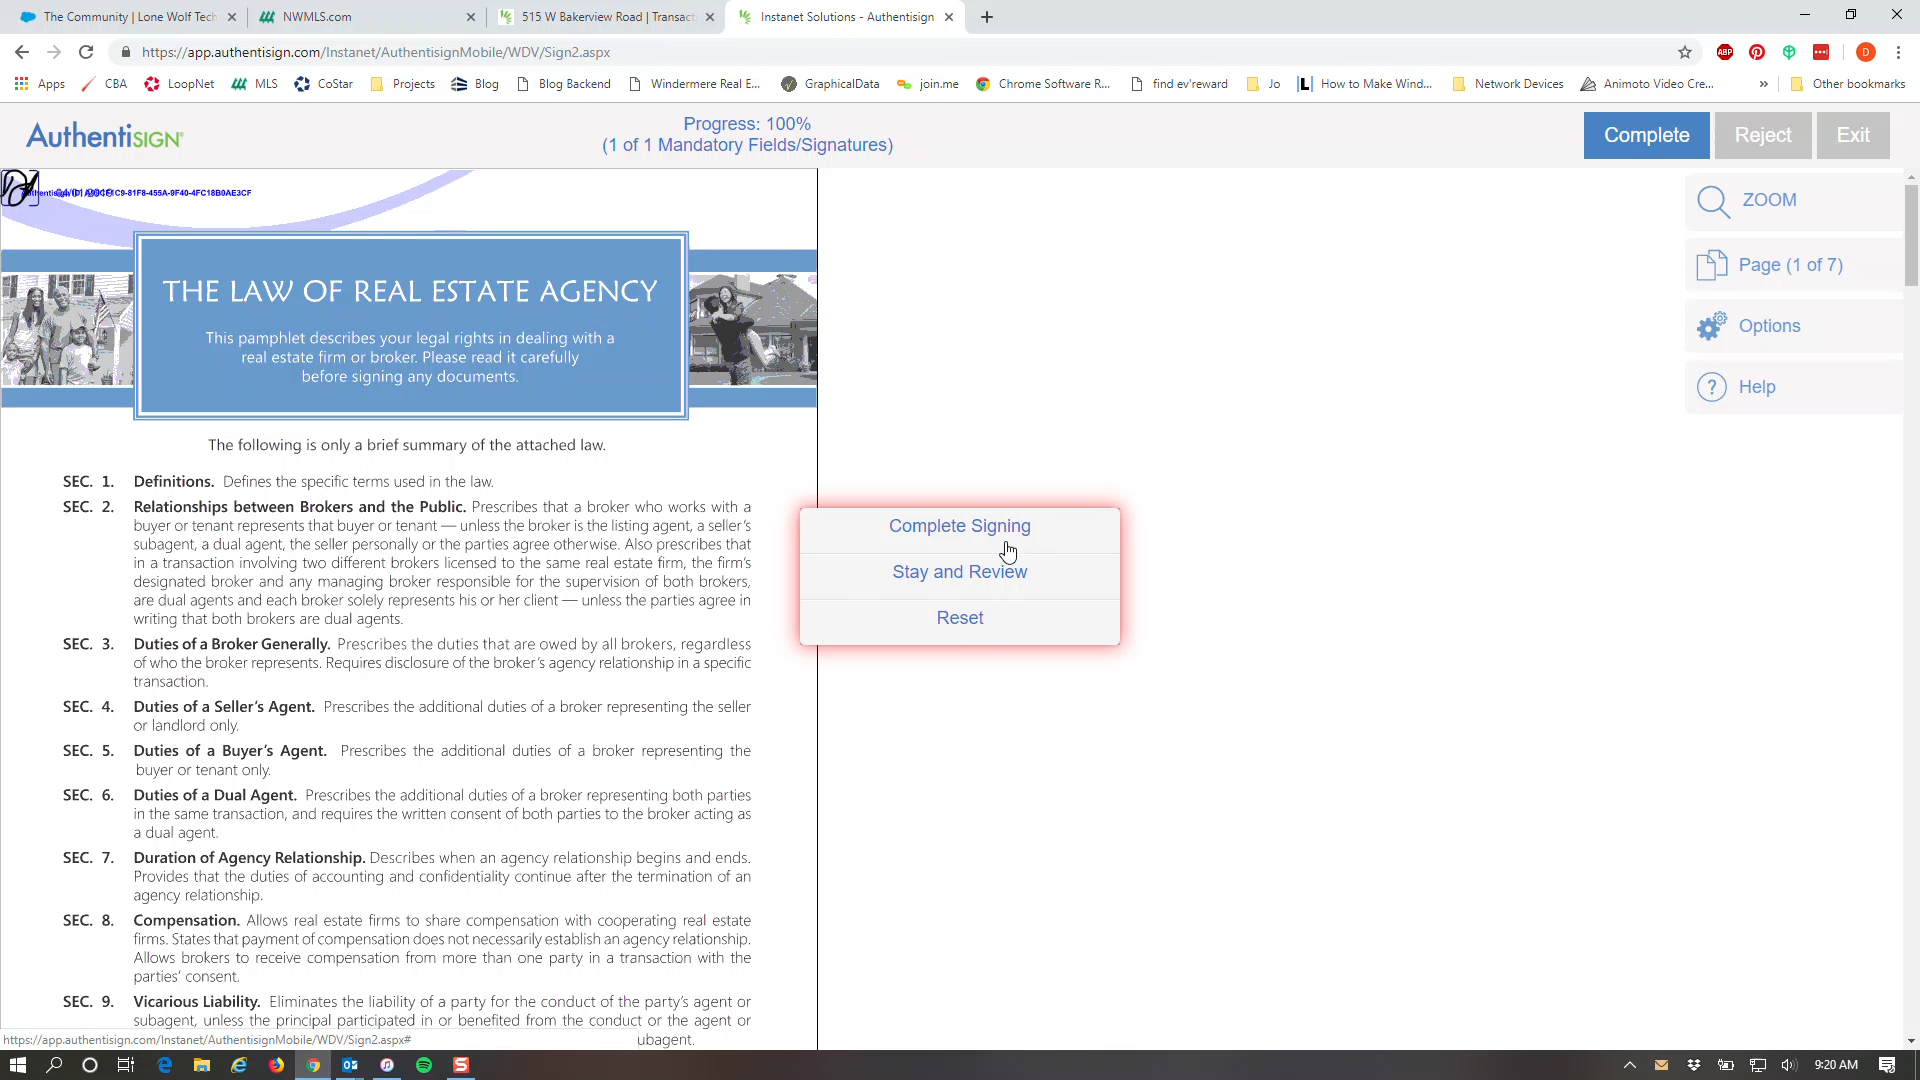 The Community | Lone Wolf Tech
NWMLS.com
515 W Bakerview Road | Transact
Instanet Solutions - Authentisign
https://app.authentisign.com/Instanet/AuthentisignMobile/WDV/Sign2.aspx
ABP
D
Apps
CBA
LoopNet
MLS
CoStar
Projects
Blog
Blog Backend
Windermere Real E...
GraphicalData
join.me
Chrome Software R...
find ev'reward
Jo
How to Make Wind...
Network Devices
Animoto Video Cre...
»
Other bookmarks
AUTHENTISIGN®
Progress: 100%
(1 of 1 Mandatory Fields/Signatures)
Complete
Reject
Exit
ZOOM
Page (1 of 7)
Options
Help
THE LAW OF REAL ESTATE AGENCY
This pamphlet describes your legal rights in dealing with a
real estate firm or broker. Please read it carefully
before signing any documents.
The following is only a brief summary of the attached law.
SEC. 1. Definitions. Defines the specific terms used in the law.
SEC. 2. Relationships between Brokers and the Public. Prescribes that a broker who works with a
buyer or tenant represents that buyer or tenant — unless the broker is the listing agent, a seller's
subagent, a dual agent, the seller personally or the parties agree otherwise. Also prescribes that
in a transaction involving two different brokers licensed to the same real estate firm, the firm's
designated broker and any managing broker responsible for the supervision of both brokers,
are dual agents and each broker solely represents his or her client — unless the parties agree in
writing that both brokers are dual agents.
SEC. 3. Duties of a Broker Generally. Prescribes the duties that are owed by all brokers, regardless
of who the broker represents. Requires disclosure of the broker's agency relationship in a specific
transaction.
SEC. 4. Duties of a Seller's Agent. Prescribes the additional duties of a broker representing the seller
or landlord only.
SEC. 5. Duties of a Buyer's Agent. Prescribes the additional duties of a broker representing the
buyer or tenant only.
SEC. 6. Duties of a Dual Agent. Prescribes the additional duties of a broker representing both parties
in the same transaction, and requires the written consent of both parties to the broker acting as
a dual agent.
SEC. 7. Duration of Agency Relationship. Describes when an agency relationship begins and ends.
Provides that the duties of accounting and confidentiality continue after the termination of an
agency relationship.
SEC. 8. Compensation. Allows real estate firms to share compensation with cooperating real estate
firms. States that payment of compensation does not necessarily establish an agency relationship.
Allows brokers to receive compensation from more than one party in a transaction with the
parties' consent.
SEC. 9. Vicarious Liability. Eliminates the liability of a party for the conduct of the party's agent or
subagent, unless the principal participated in or benefited from the conduct or the agent or
ubagent.
Complete Signing
Stay and Review
Reset
https://app.authentisign.com/Instanet/AuthentisignMobile/WDV/Sign2.aspx#
9:20 AM